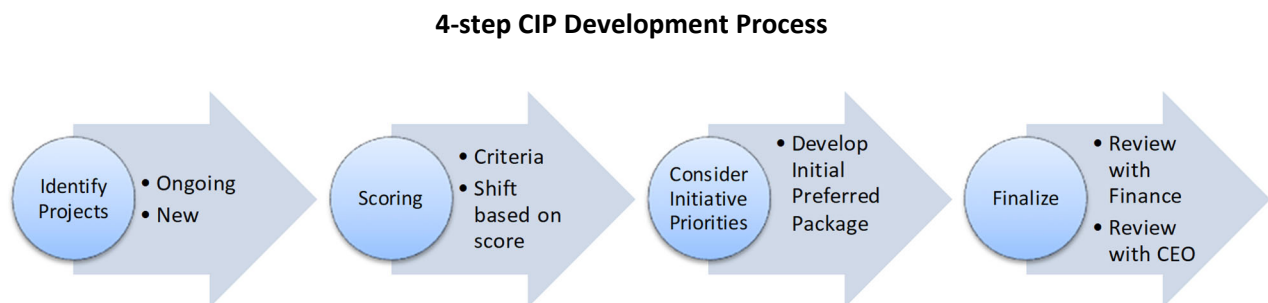 4-step CIP Development Process
Identify
Projects
• Ongoing
• New
Scoring
• Criteria
• Shift
based on
score
Consider
Initiative
Priorities
• Develop
Initial
Preferred
Package
Finalize
• Review
with
Finance
• Review
with CEO